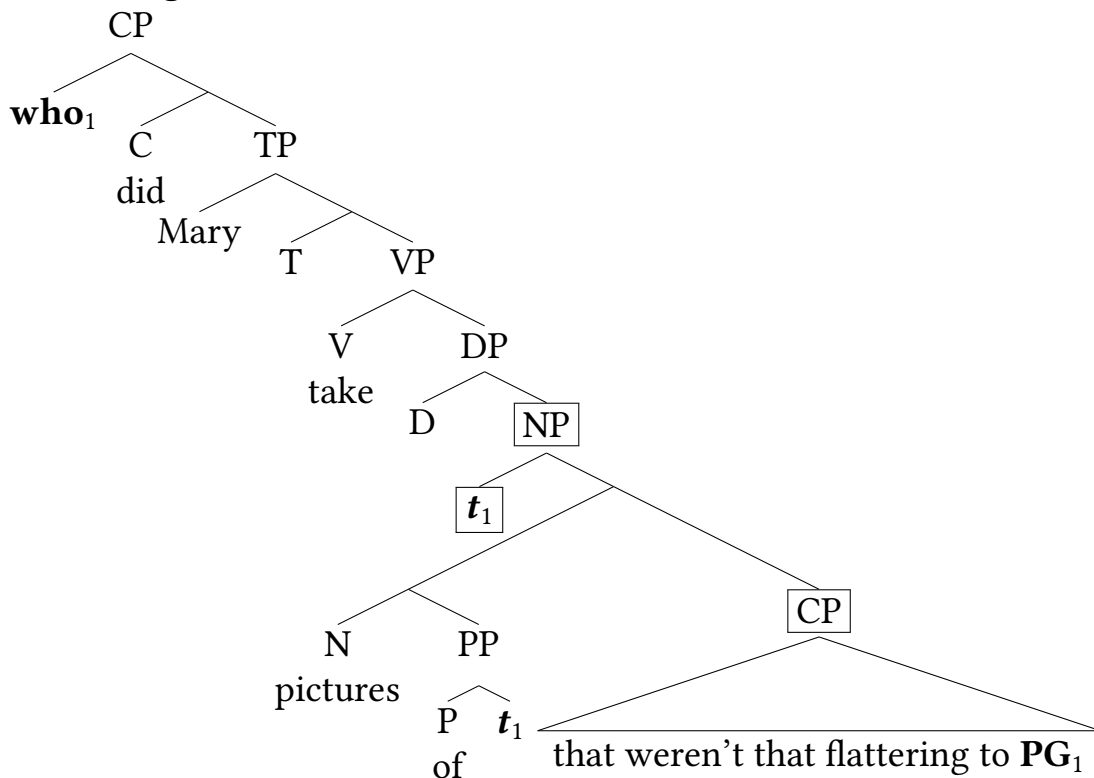 CP
who1
C TP
did
Mary
T VP
V DP
take
D NP
t1
CP
N PP
pictures
P t1
of
that weren't that flattering to PG1